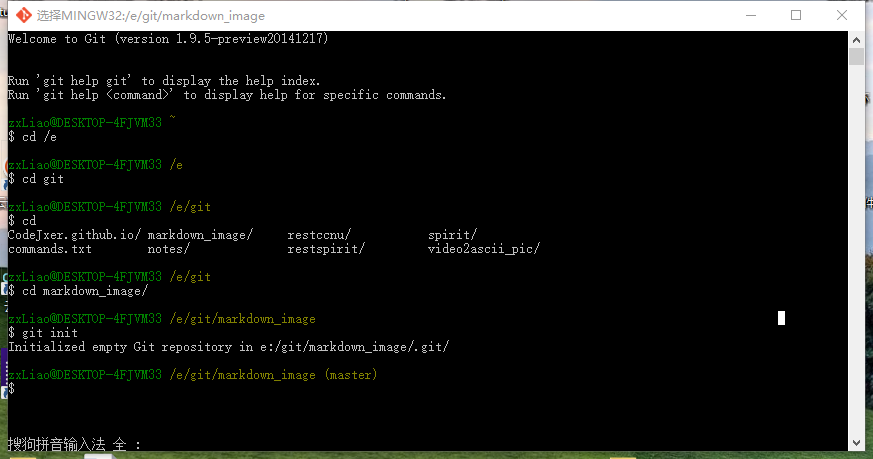 选择MINGW32:/e/git/markdown_image
Welcome to Git (version 1.9.5-preview20141217)
Run 'git help git' to display the help index.
Run 'git help <command>' to display help for specific commands.
zxLiao@DESKTOP-4FJVM33 ~
$ cd /e
zxLiao@DESKTOP-4FJVM33 /e
$ cd git
zxLiao@DESKTOP-4FJVM33 /e/git
$ cd
CodeJxer.github.io/ markdown_image/ restccnu/ spirit/
commands.txt notes/ restspirit/ video2ascii_pic/
zxLiao@DESKTOP-4FJVM33 /e/git
$ cd markdown_image/
zxLiao@DESKTOP-4FJVM33 /e/git/markdown_image
$ git init
Initialized empty Git repository in e:/git/markdown_image/.git/
zxLiao@DESKTOP-4FJVM33 /e/git/markdown_image (master)
$
搜狗拼音输入法 全 :